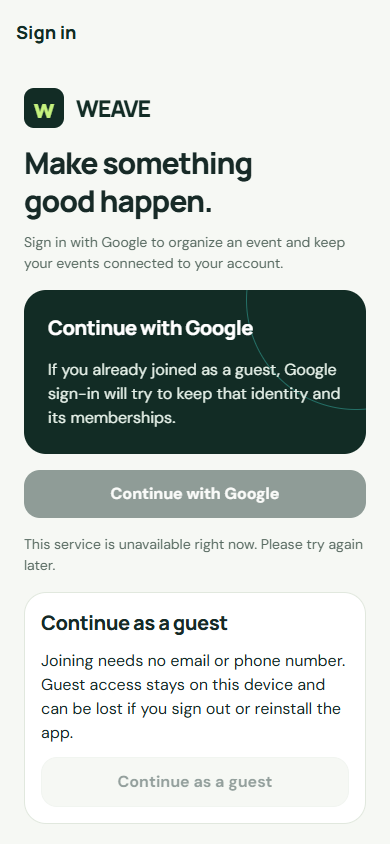 Sign in
w WEAVE
Make something
good happen.
Sign in with Google to organize an event and keep
your events connected to your account.
Continue with Google
If you already joined as a guest, Google
sign-in will try to keep that identity and
its memberships.
Continue with Google
This service is unavailable right now. Please try again
later.
Continue as a guest
Joining needs no email or phone number.
Guest access stays on this device and
can be lost if you sign out or reinstall the
app.
Continue as a guest